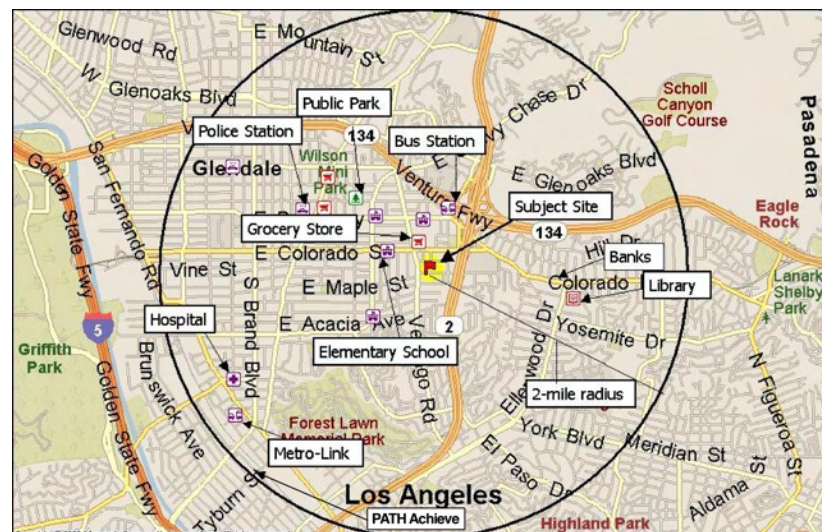 Glenwood Rd
E Mountain St
W Glenoaks Blvd
Public Park
Police Station
134
Bus Station
Chase Dr
Scholl
Canyon
Golf Course
Pasadena
Golden State Fwy
San Fernando Rd
Glendale
Wilson
Mini
Park
Ventura Fwy
E Glenoaks Blvd
Subject Site
Eagle
Rock
Grocery Store
134
Hill Dr
Banks
E Colorado S
Vine St
E Maple St
Colorado
Library
Lanark
Shelby
Park
Hospital
5
S Brand Blvd
E Acacia Ave
2
Yosemite Dr
Griffith
Park
Brunswick Ave
Elementary School
Verdugo Rd
Ellenwood Dr
2-mile radius
N Figueroa St
Golden State Fwy
Forest Lawn
Memorial Park
York Blvd
Meridian St
Metro-Link
El Paso Dr
Tyburn S
Los Angeles
Aldama St
PATH Achieve
Highland Park